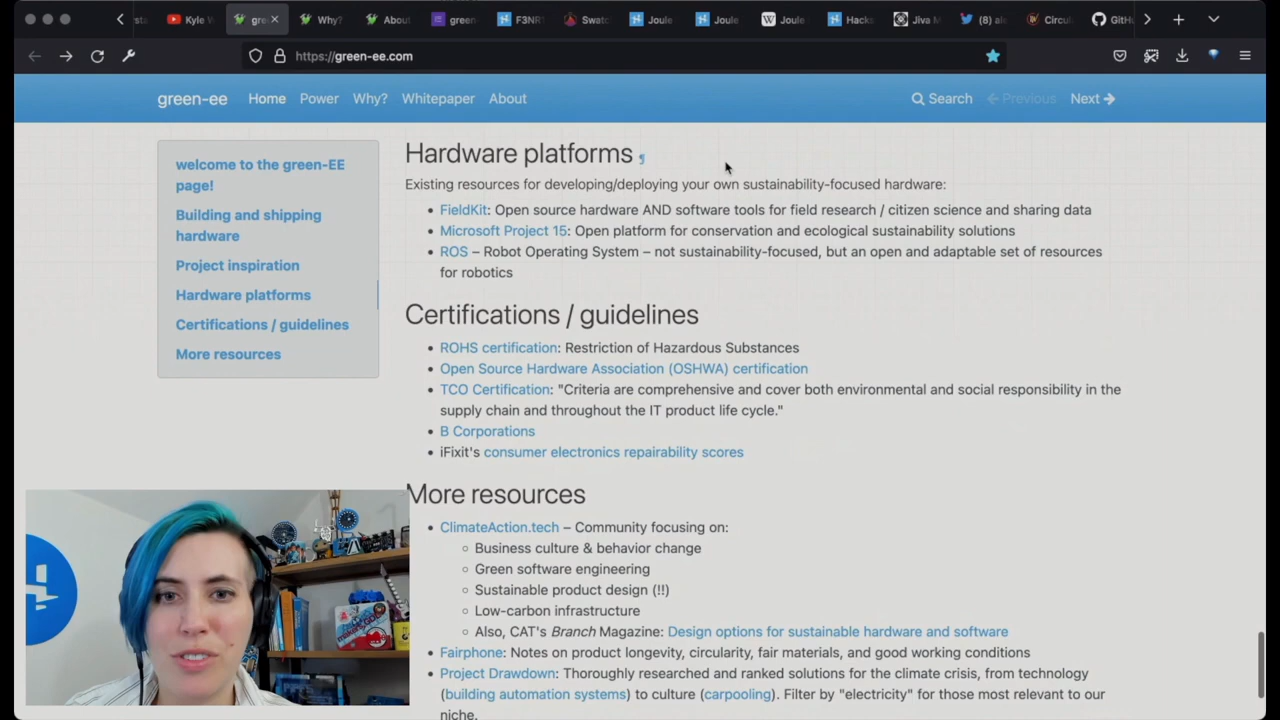 gre
Kyle W
Why?
About
green
F3NR
Swatc
Joule
Joule
Joule
Hacks
Jiva M
(8) ale
Circul
GitHu
https://green-ee.com
green-ee Home Power Why? Whitepaper About Search Previous Next
welcome to the green-EE
page!
Building and shipping
hardware
Project inspiration
Hardware platforms
Certifications / guidelines
More resources
Hardware platforms ¶
Existing resources for developing/deploying your own sustainability-focused hardware:
• FieldKit: Open source hardware AND software tools for field research / citizen science and sharing data
• Microsoft Project 15: Open platform for conservation and ecological sustainability solutions
• ROS – Robot Operating System – not sustainability-focused, but an open and adaptable set of resources
for robotics
Certifications / guidelines
• ROHS certification: Restriction of Hazardous Substances
• Open Source Hardware Association (OSHWA) certification
• TCO Certification: "Criteria are comprehensive and cover both environmental and social responsibility in the
supply chain and throughout the IT product life cycle."
• B Corporations
• iFixit's consumer electronics repairability scores
More resources
• ClimateAction.tech – Community focusing on:
Business culture & behavior change
Green software engineering
Sustainable product design (!!)
Low-carbon infrastructure
Also, CAT's Branch Magazine: Design options for sustainable hardware and software
• Fairphone: Notes on product longevity, circularity, fair materials, and good working conditions
• Project Drawdown: Thoroughly researched and ranked solutions for the climate crisis, from technology
(building automation systems) to culture (carpooling). Filter by "electricity" for those most relevant to our
niche.